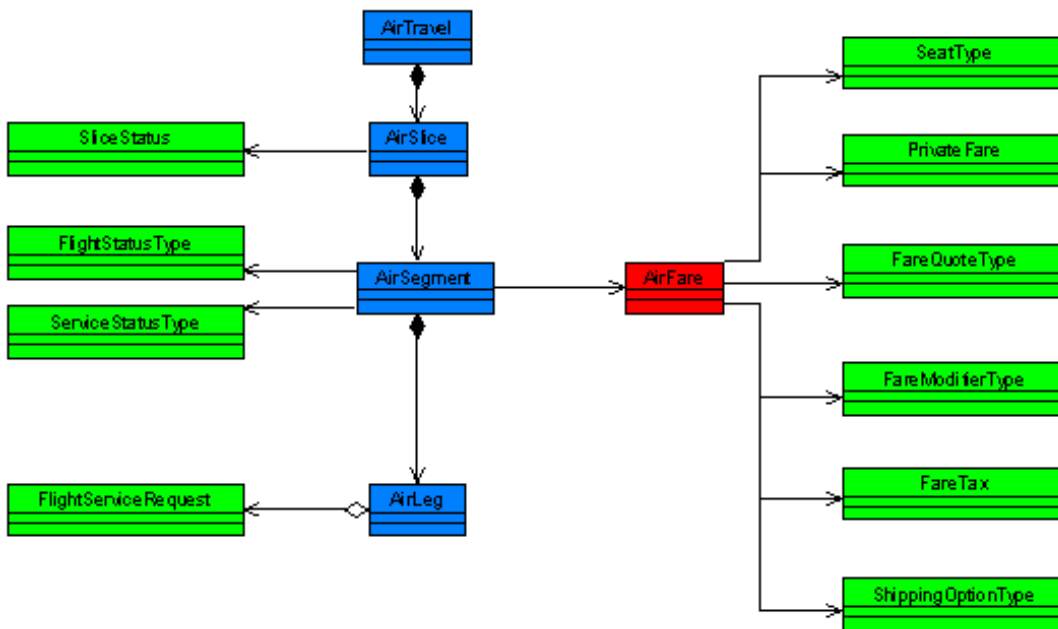 AirTravel
SeatType
SliceStatus
AirSlice
Private Fare
FlightStatusType
AirSegment
AirFare
FareQuoteType
ServiceStatusType
FareModifierType
FlightServiceRequest
AirLeg
FareTax
ShippingOptionType